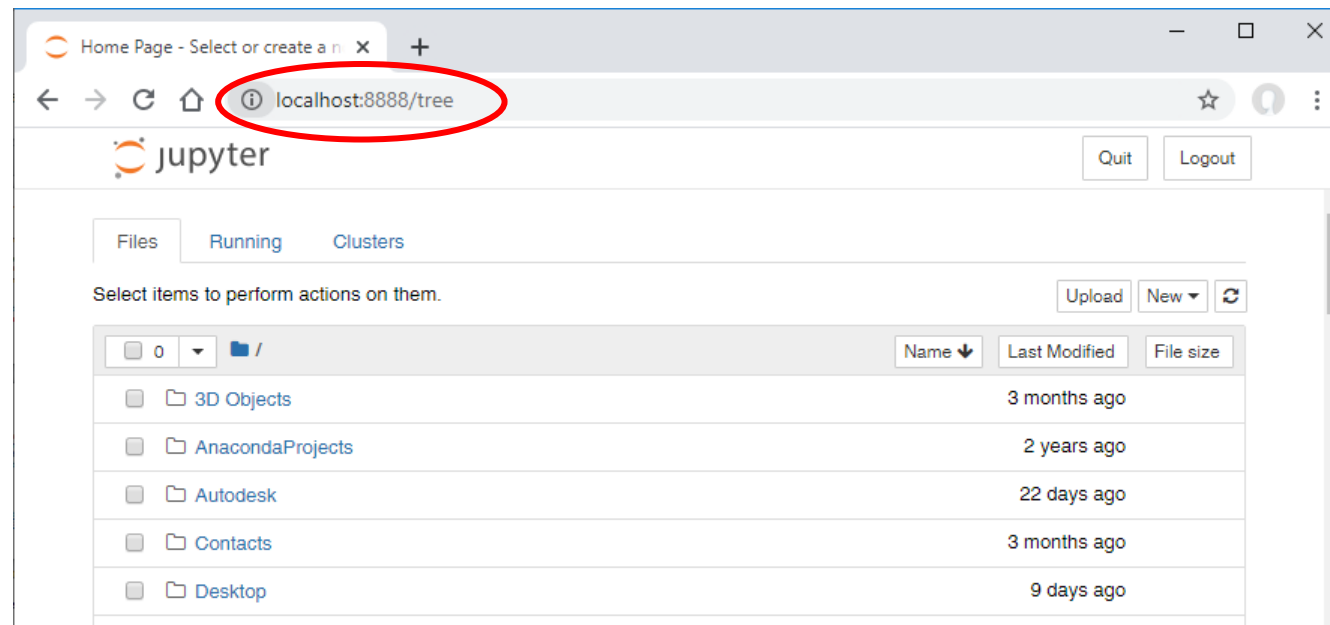 Home Page - Select or create a n
localhost:8888/tree
jupyter
Quit Logout
Files Running Clusters
Select items to perform actions on them.
Upload New
0 / Name Last Modified File size
3D Objects 3 months ago
AnacondaProjects 2 years ago
Autodesk 22 days ago
Contacts 3 months ago
Desktop 9 days ago